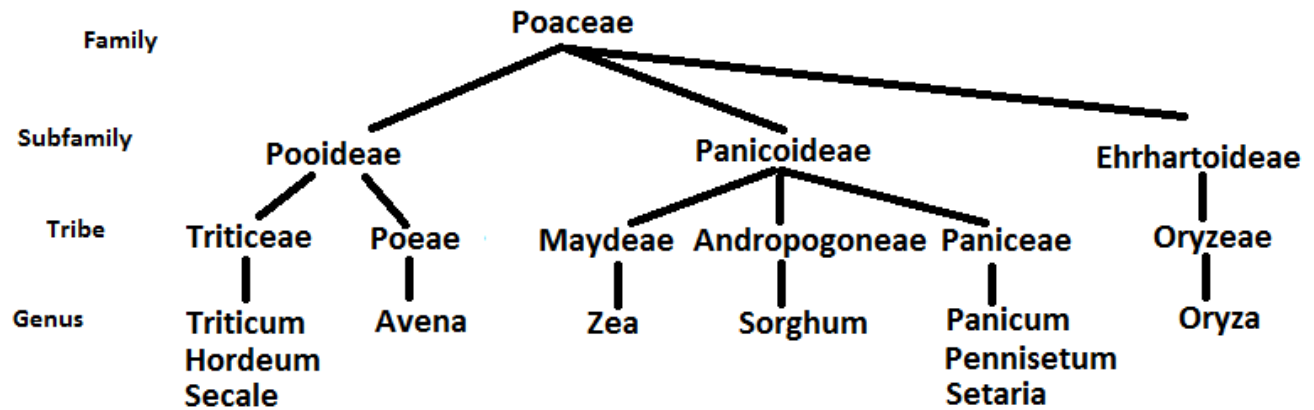 Family Poaceae
Subfamily Pooideae Panicoideae Ehrhartoideae
Tribe Triticeae Poeae Maydeae Andropogoneae Paniceae Oryzeae
Genus Triticum Avena Zea Sorghum Panicum Oryza
Hordeum Pennisetum
Secale Setaria